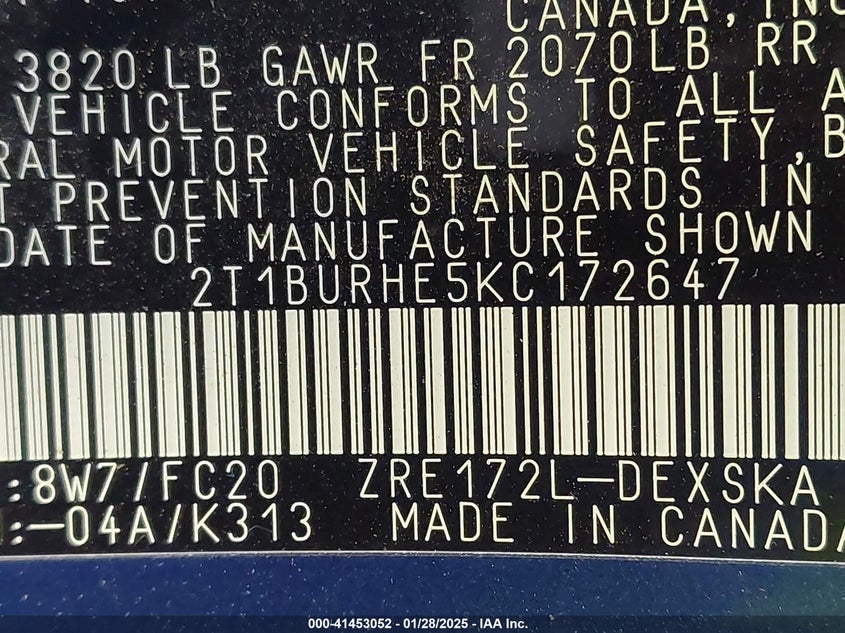 CANADA, INC
3820 LB GAWR FR 2070LB RR
VEHICLE CONFORMS TO ALL A
RAL MOTOR VEHICLE SAFETY, B
T PREVENTION STANDARDS IN
DATE OF MANUFACTURE SHOWN
2T1BURHE5KC172647
:8W7/FC20 ZRE172L-DEXSKA
:-04A/K313 MADE IN CANADA
000-41453052 - 01/28/2025 - IAA Inc.